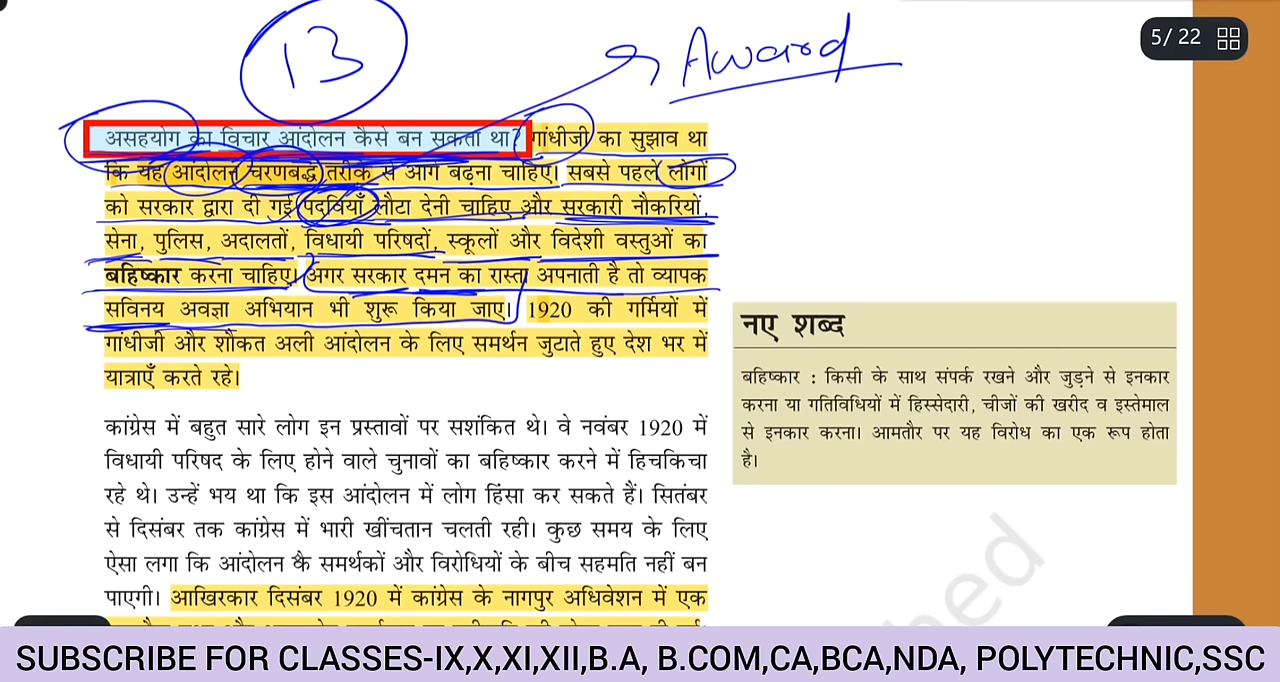 13
Award
5/ 22
असहयोग का विचार आंदोलन कैसे बन सकता था? गांधीजी का सुझाव था
कि यह आंदोलन चरणबद्ध तरीके से आगे बढ़ना चाहिए। सबसे पहले लोगों
को सरकार द्वारा दी गई पदवियाँ लौटा देनी चाहिए और सरकारी नौकरियों,
सेना, पुलिस, अदालतों, विधायी परिषदों, स्कूलों और विदेशी वस्तुओं का
बहिष्कार करना चाहिए। अगर सरकार दमन का रास्ता अपनाती है तो व्यापक
सविनय अवज्ञा अभियान भी शुरू किया जाए। 1920 की गर्मियों में
गांधीजी और शौकत अली आंदोलन के लिए समर्थन जुटाते हुए देश भर में
यात्राएँ करते रहे।
कांग्रेस में बहुत सारे लोग इन प्रस्तावों पर सशंकित थे। वे नवंबर 1920 में
विधायी परिषद के लिए होने वाले चुनावों का बहिष्कार करने में हिचकिचा
रहे थे। उन्हें भय था कि इस आंदोलन में लोग हिंसा कर सकते हैं। सितंबर
से दिसंबर तक कांग्रेस में भारी खींचतान चलती रही। कुछ समय के लिए
ऐसा लगा कि आंदोलन के समर्थकों और विरोधियों के बीच सहमति नहीं बन
पाएगी। आखिरकार दिसंबर 1920 में कांग्रेस के नागपुर अधिवेशन में एक
नए शब्द
बहिष्कार : किसी के साथ संपर्क रखने और जुड़ने से इनकार
करना या गतिविधियों में हिस्सेदारी, चीजों की खरीद व इस्तेमाल
से इनकार करना। आमतौर पर यह विरोध का एक रूप होता
है।
SUBSCRIBE FOR CLASSES-IX,X,XI,XII,B.A, B.COM,CA,BCA,NDA, POLYTECHNIC,SSC